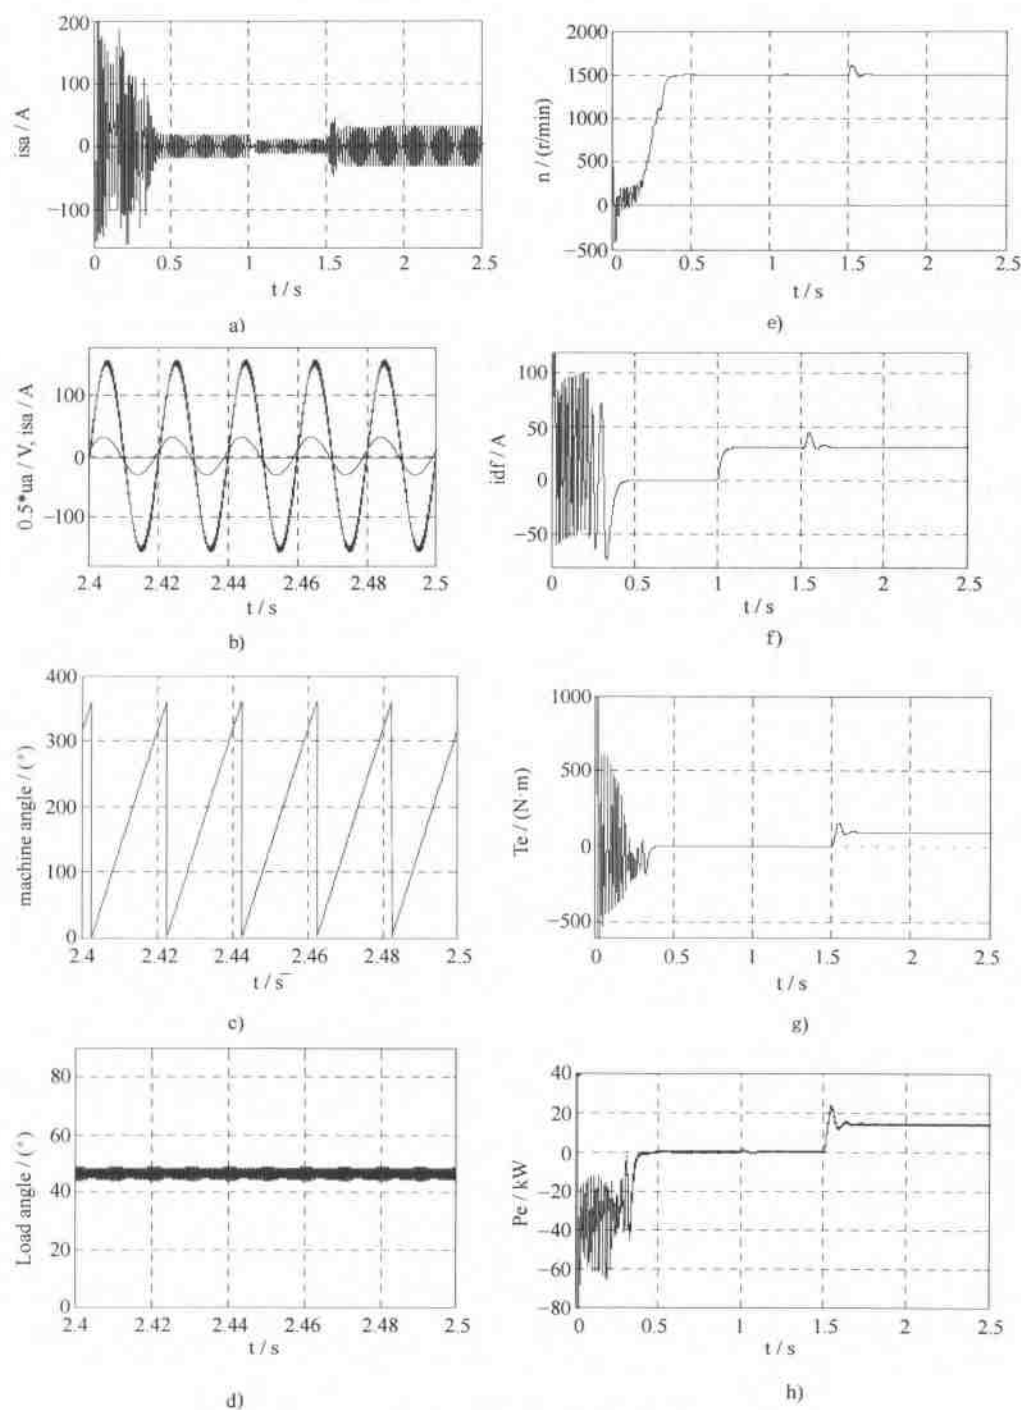 200
100
0
−100
isa / A
0 0.5 1 1.5 2 2.5
t / s
a)
100
0
−100
0.5*ua / V, isa / A
2.4 2.42 2.44 2.46 2.48 2.5
t / s
b)
400
300
200
100
0
machine angle / (°)
2.4 2.42 2.44 2.46 2.48 2.5
t / s
c)
80
60
40
20
0
Load angle / (°)
2.4 2.42 2.44 2.46 2.48 2.5
t / s
d)
2000
1500
1000
500
0
−500
n / (r/min)
0 0.5 1 1.5 2 2.5
t / s
e)
100
50
0
−50
idf / A
0 0.5 1 1.5 2 2.5
t / s
f)
1000
500
0
−500
Te / (N·m)
0 0.5 1 1.5 2 2.5
t / s
g)
40
20
0
−20
−40
−60
−80
Pe / kW
0 0.5 1 1.5 2 2.5
t / s
h)